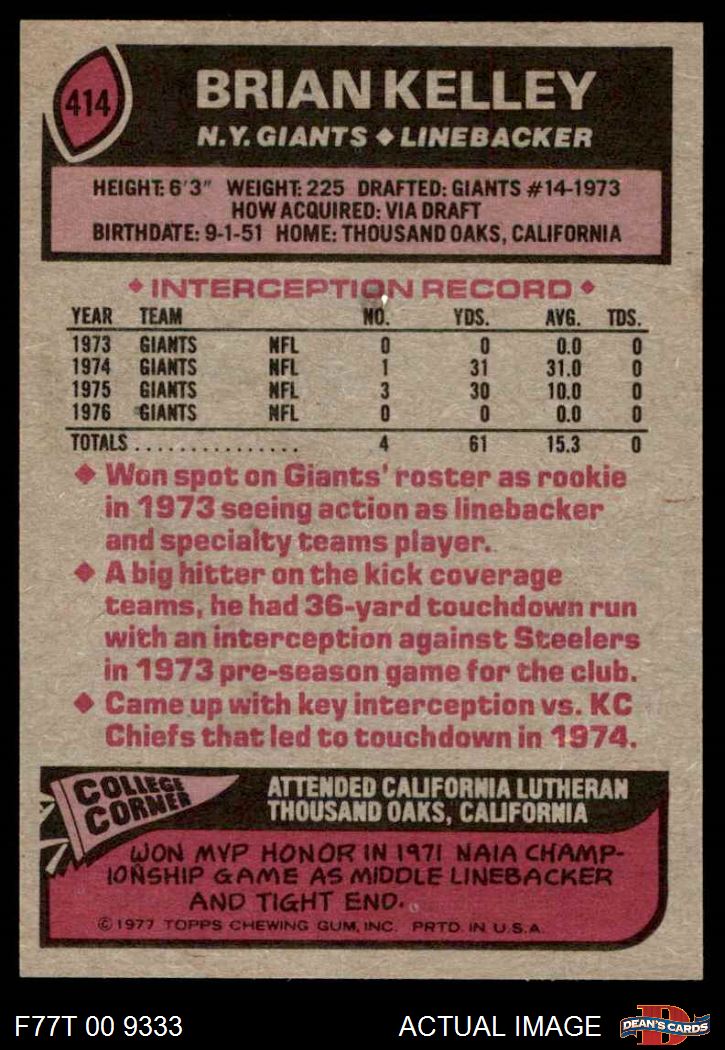 414
BRIAN KELLEY
N.Y. GIANTS ◆ LINEBACKER
HEIGHT: 6'3" WEIGHT: 225 DRAFTED: GIANTS #14-1973
HOW ACQUIRED: VIA DRAFT
BIRTHDATE: 9-1-51 HOME: THOUSAND OAKS, CALIFORNIA
◆ INTERCEPTION RECORD ◆
YEAR TEAM NO. YDS. AVG. TDS.
1973 GIANTS NFL 0 0 0.0 0
1974 GIANTS NFL 1 31 31.0 0
1975 GIANTS NFL 3 30 10.0 0
1976 GIANTS NFL 0 0 0.0 0
TOTALS ............... 4 61 15.3 0
◆ Won spot on Giants' roster as rookie
in 1973 seeing action as linebacker
and specialty teams player.
◆ A big hitter on the kick coverage
teams, he had 36-yard touchdown run
with an interception against Steelers
in 1973 pre-season game for the club.
◆ Came up with key interception vs. KC
Chiefs that led to touchdown in 1974.
COLLEGE
CORNER
ATTENDED CALIFORNIA LUTHERAN
THOUSAND OAKS, CALIFORNIA
WON MVP HONOR IN 1971 NAIA CHAMP-
IONSHIP GAME AS MIDDLE LINEBACKER
AND TIGHT END.
© 1977 TOPPS CHEWING GUM, INC. PRTD. IN U.S.A.
F77T 00 9333
ACTUAL IMAGE
D
DEAN'S CARDS